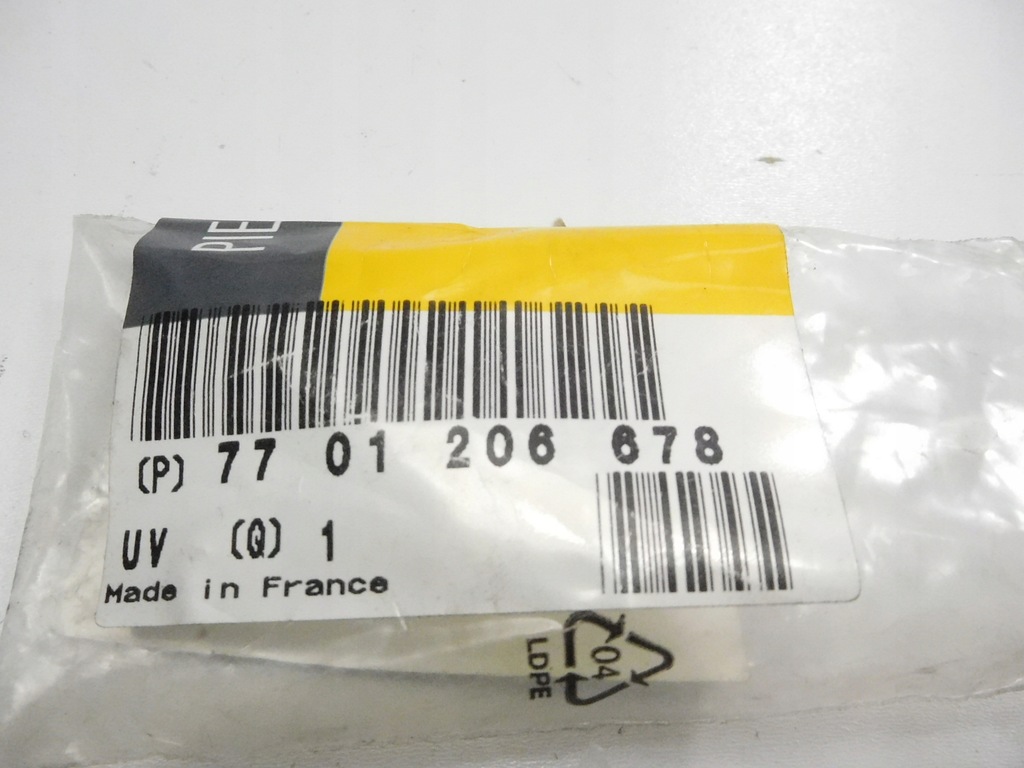 PIE
(P) 77 01 206 678
UV (Q) 1
Made in France
04
LDPE